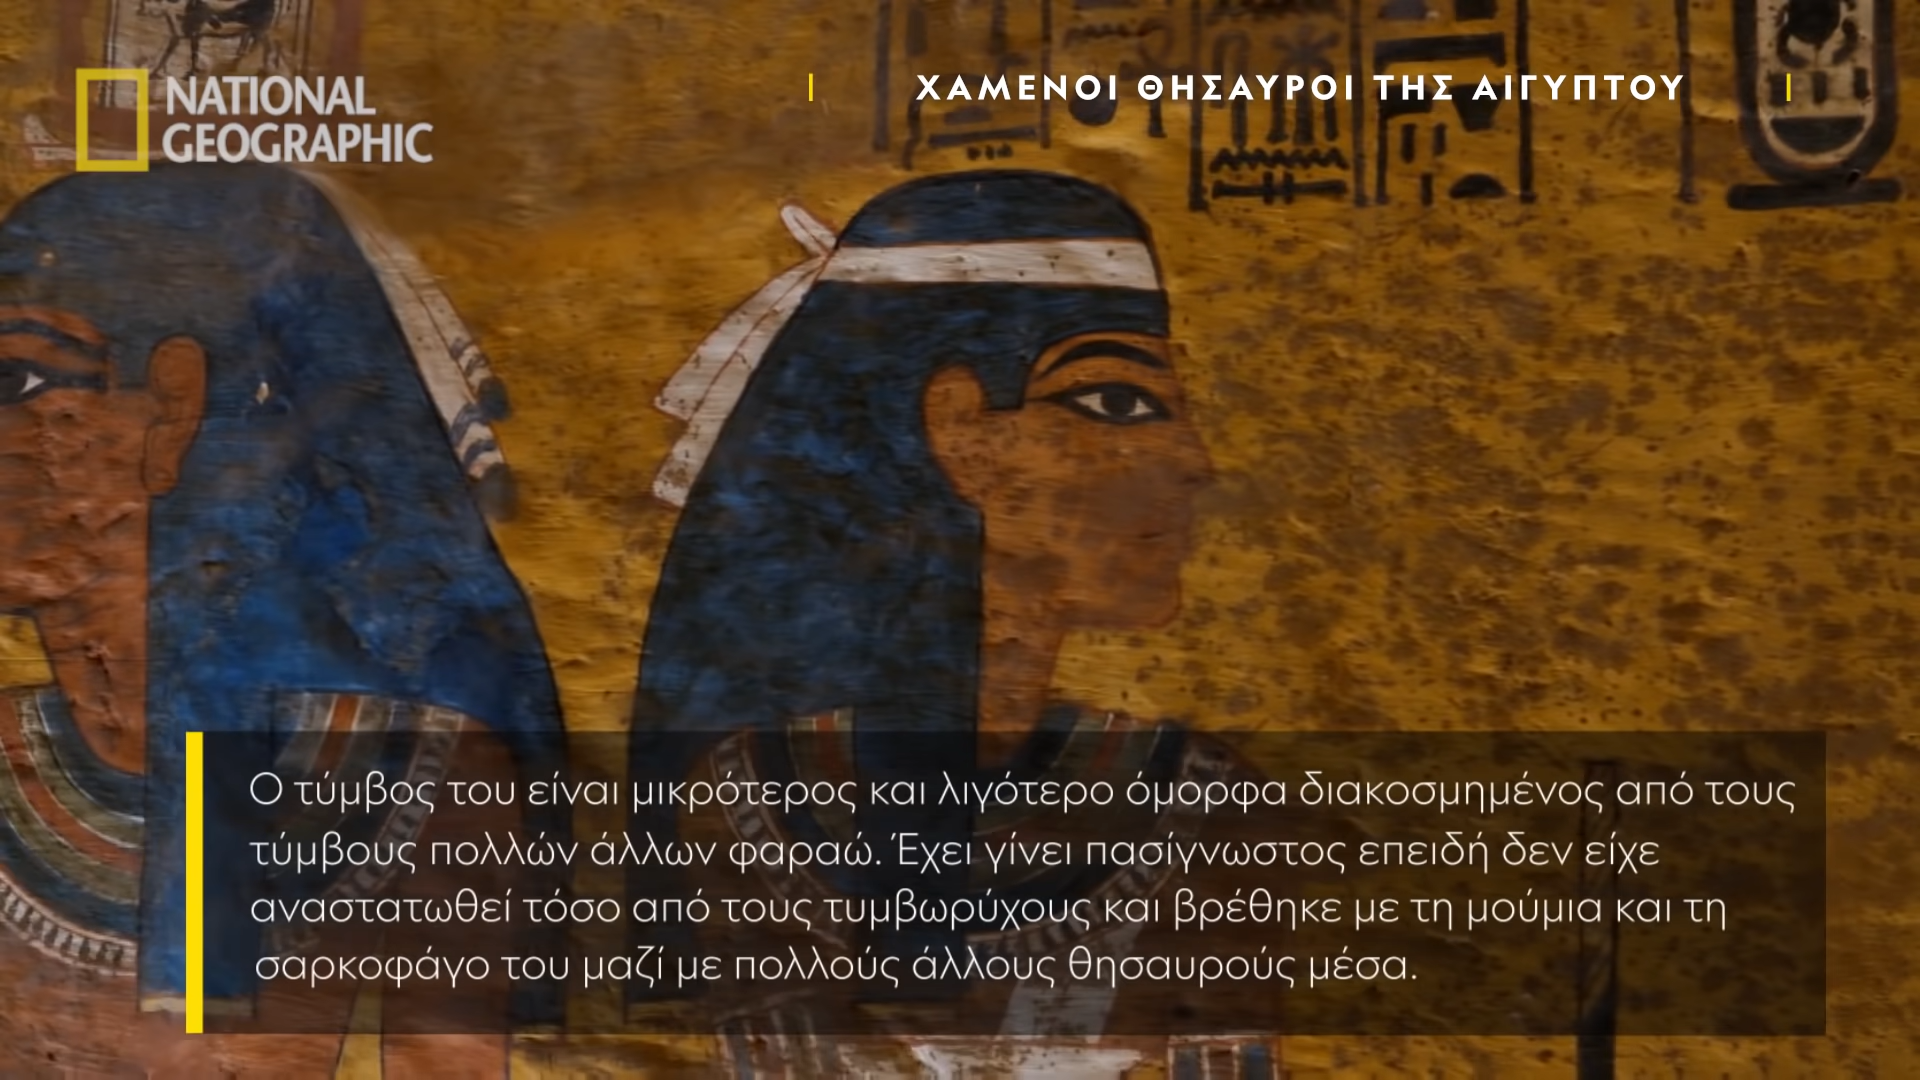 NATIONAL
GEOGRAPHIC
ΧΑΜΕΝΟΙ ΘΗΣΑΥΡΟΙ ΤΗΣ ΑΙΓΥΠΤΟΥ
Ο τύμβος του είναι μικρότερος και λιγότερο όμορφα διακοσμημένος από τους
τύμβους πολλών άλλων φαραώ. Έχει γίνει πασίγνωστος επειδή δεν είχε
αναστατωθεί τόσο από τους τυμβωρύχους και βρέθηκε με τη μούμια και τη
σαρκοφάγο του μαζί με πολλούς άλλους θησαυρούς μέσα.